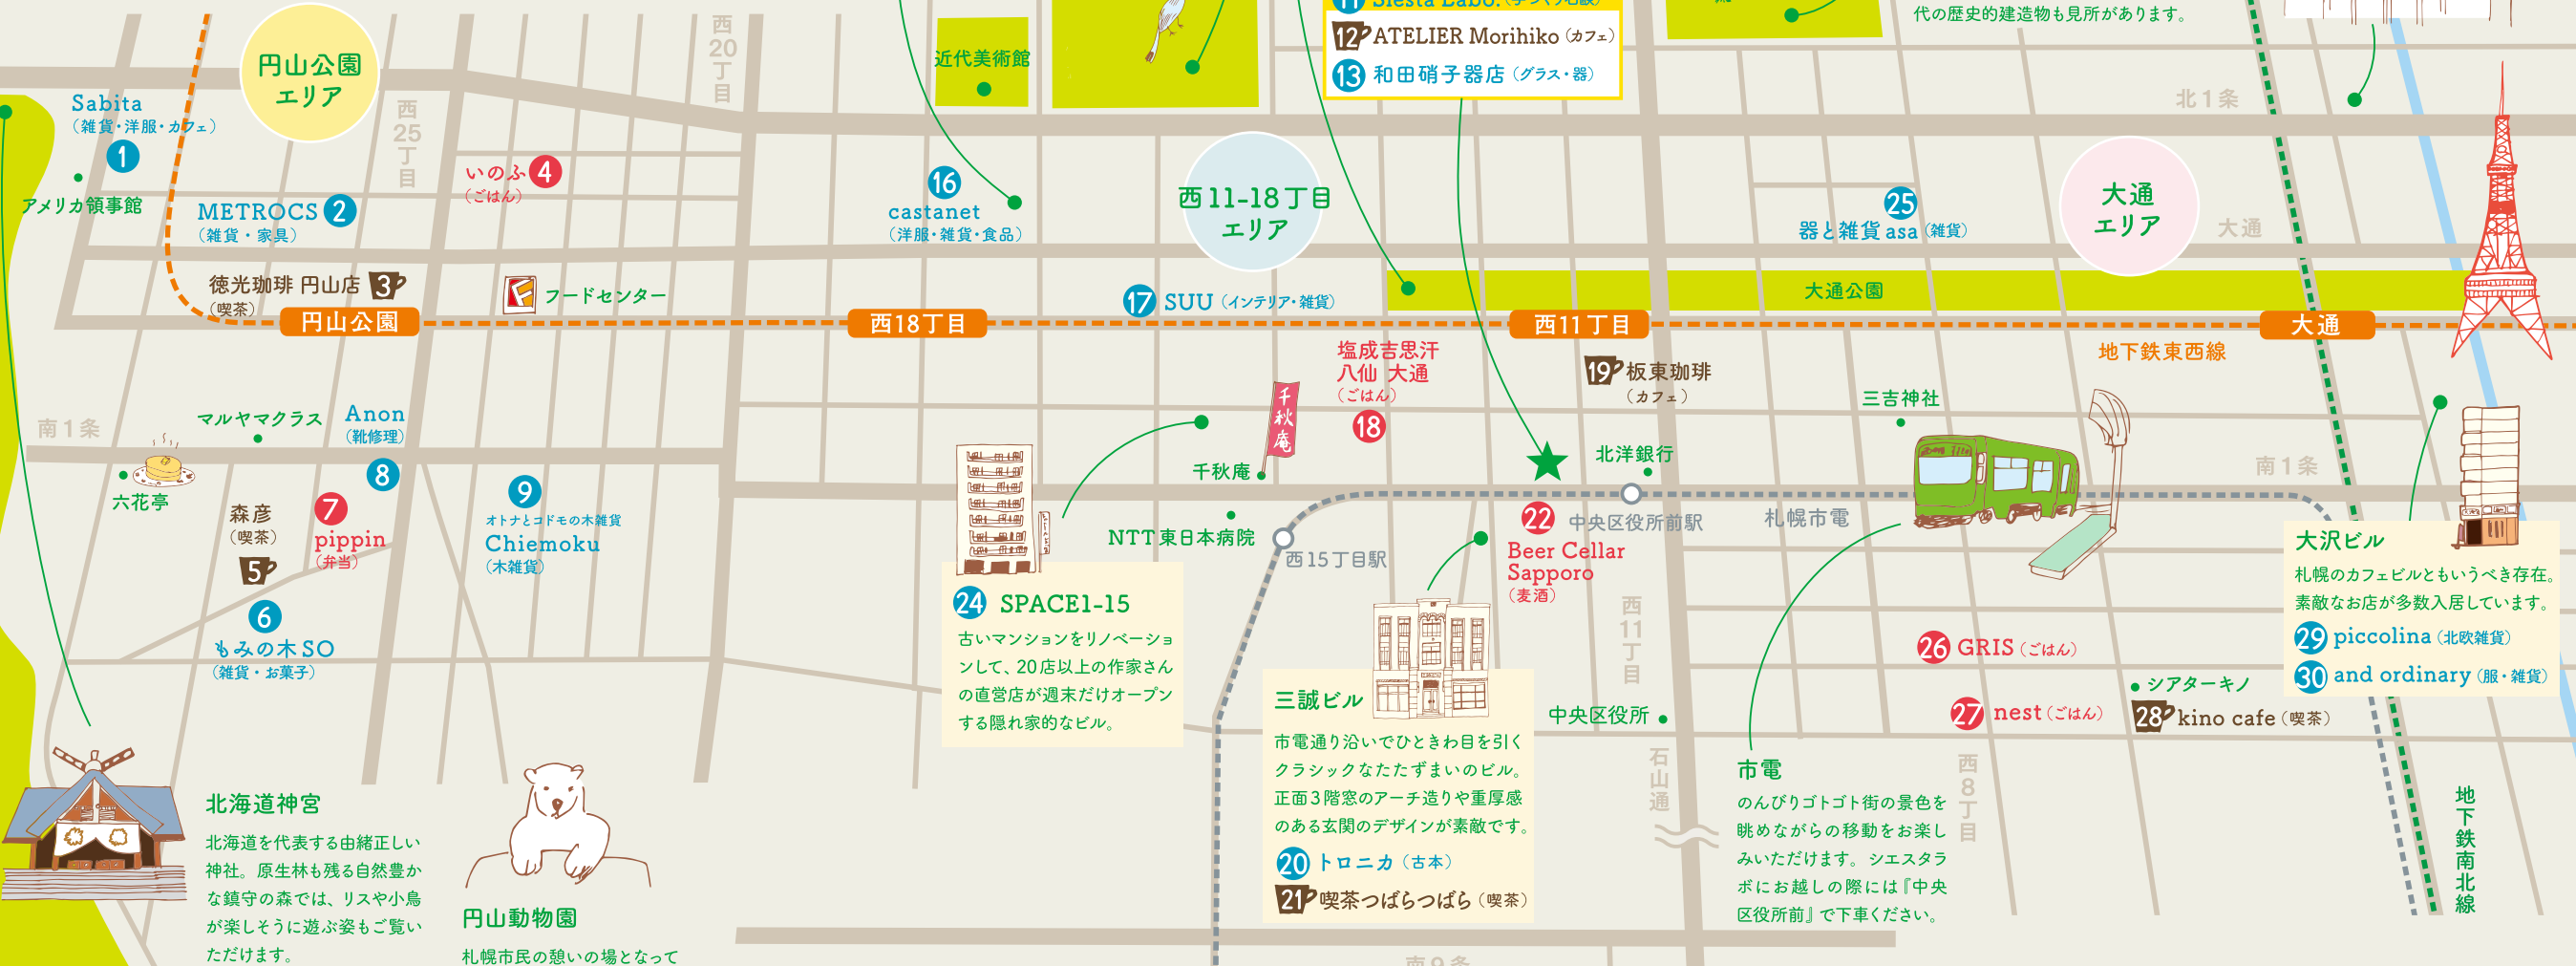 円山公園
エリア
Sabita
（雑貨・洋服・カフェ）
1
アメリカ領事館
METROCS 2
（雑貨・家具）
徳光珈琲 円山店 3
（喫茶）
円山公園
西25丁目
いのふ 4
（ごはん）
フードセンター
西20丁目
近代美術館
16
castanet
（洋服・雑貨・食品）
西18丁目
西11-18丁目
エリア
17 SUU（インテリア・雑貨）
12 ATELIER Morihiko（カフェ）
13 和田硝子器店（グラス・器）
代の歴史的建造物も見所があります。
北1条
大通
エリア
大通
25
器と雑貨 asa（雑貨）
大通公園
西11丁目
大通
地下鉄東西線
南1条
マルヤマクラス
六花亭
Anon
（靴修理）
8
森彦
（喫茶）
5
7
pippin
（弁当）
6
もみの木SO
（雑貨・お菓子）
9
オトナとコドモの木雑貨
Chiemoku
（木雑貨）
千秋庵
千秋庵
NTT東日本病院
西15丁目駅
塩成吉思汗
八仙 大通
（ごはん）
18
19 板東珈琲
（カフェ）
北洋銀行
中央区役所前駅
札幌市電
22
Beer Cellar
Sapporo
（麦酒）
三吉神社
南1条
24 SPACE1-15
古いマンションをリノベーショ
ンして、20店以上の作家さん
の直営店が週末だけオープン
する隠れ家的なビル。
三誠ビル
市電通り沿いでひときわ目を引く
クラシックなたたずまいのビル。
正面3階窓のアーチ造りや重厚感
のある玄関のデザインが素敵です。
20 トロニカ（古本）
21 喫茶つばらつばら（喫茶）
西11丁目
中央区役所
石山通
市電
のんびりゴトゴト街の景色を
眺めながらの移動をお楽し
みいただけます。シエスタラ
ボにお越しの際には『中央
区役所前』で下車ください。
26 GRIS（ごはん）
27 nest（ごはん）
西8丁目
シアターキノ
28 kino cafe（喫茶）
大沢ビル
札幌のカフェビルともいうべき存在。
素敵なお店が多数入居しています。
29 piccolina（北欧雑貨）
30 and ordinary（服・雑貨）
地下鉄南北線
北海道神宮
北海道を代表する由緒正しい
神社。原生林も残る自然豊か
な鎮守の森では、リスや小鳥
が楽しそうに遊ぶ姿もご覧い
ただけます。
円山動物園
札幌市民の憩いの場となって